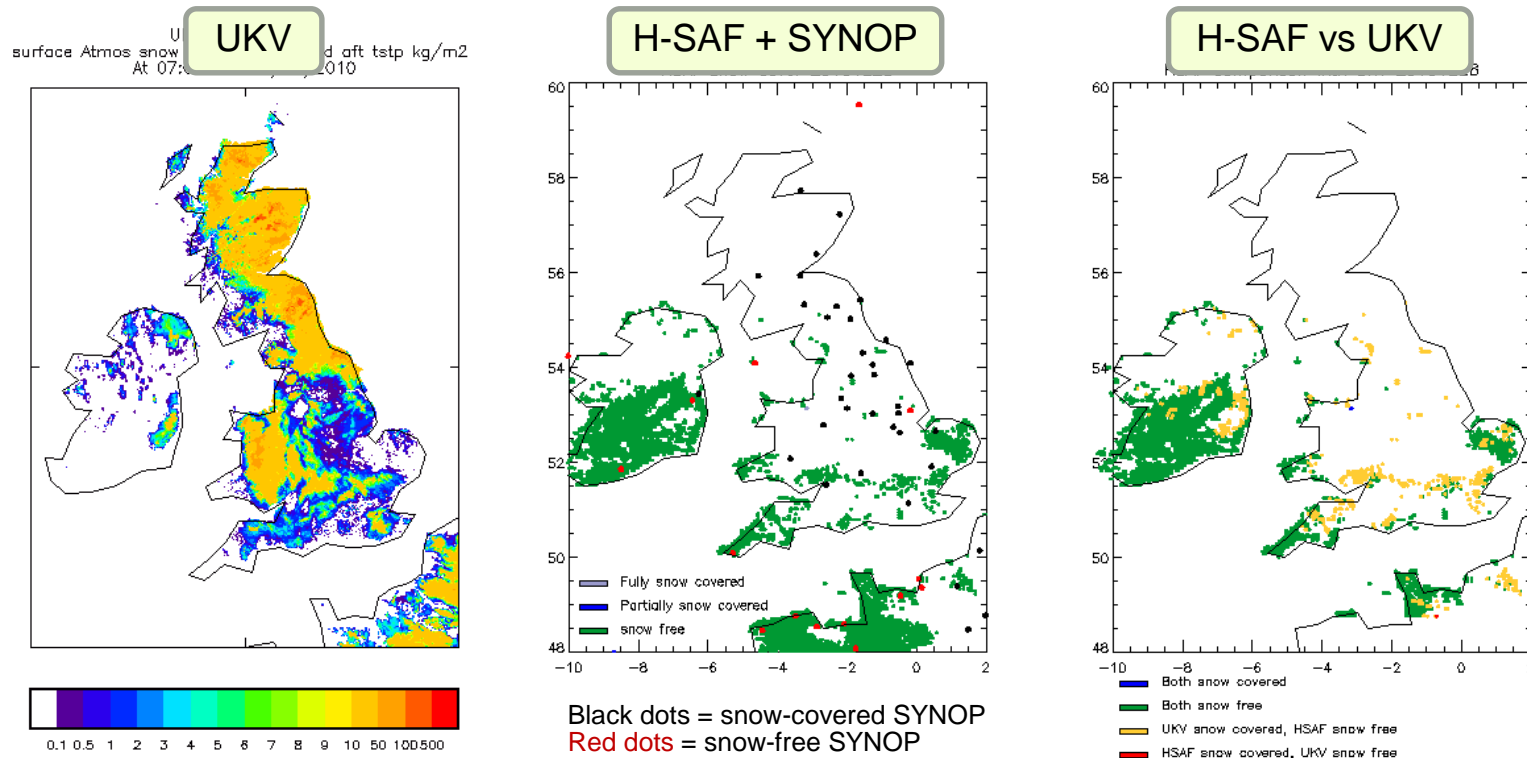 UKV
surface Atmos snow d aft tstp kg/m2
At 07: 2010
0.1 0.5 1 2 3 4 5 6 7 8 9 10 50 100 500
H-SAF + SYNOP
60
58
56
54
52
50
48
-10 -8 -6 -4 -2 0 2
Fully snow covered
Partially snow covered
snow free
Black dots = snow-covered SYNOP
Red dots = snow-free SYNOP
H-SAF vs UKV
60
58
56
54
52
50
48
-10 -8 -6 -4 -2 0
Both snow covered
Both snow free
UKV snow covered, HSAF snow free
HSAF snow covered, UKV snow free